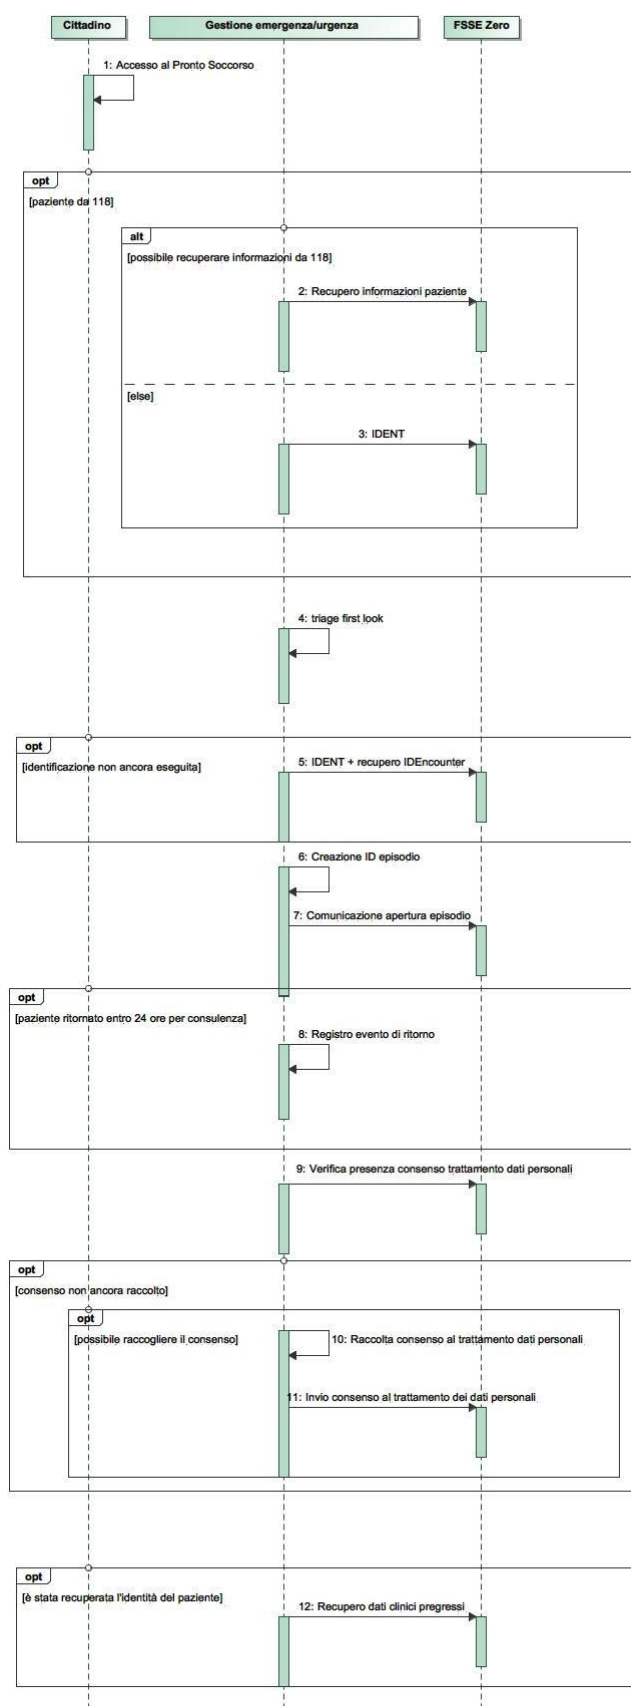 Cittadino
Gestione emergenza/urgenza
FSSE Zero
1: Accesso al Pronto Soccorso
opt
[paziente da 118]
alt
[possibile recuperare informazioni da 118]
2: Recupero informazioni paziente
[else]
3: IDENT
4: triage first look
opt
[identificazione non ancora eseguita]
5: IDENT + recupero IDEncounter
6: Creazione ID episodio
7: Comunicazione apertura episodio
opt
[paziente ritornato entro 24 ore per consulenza]
8: Registro evento di ritorno
9: Verifica presenza consenso trattamento dati personali
opt
[consenso non ancora raccolto]
opt
[possibile raccogliere il consenso]
10: Raccolta consenso al trattamento dati personali
11: Invio consenso al trattamento dei dati personali
opt
[è stata recuperata l'identità del paziente]
12: Recupero dati clinici pregressi